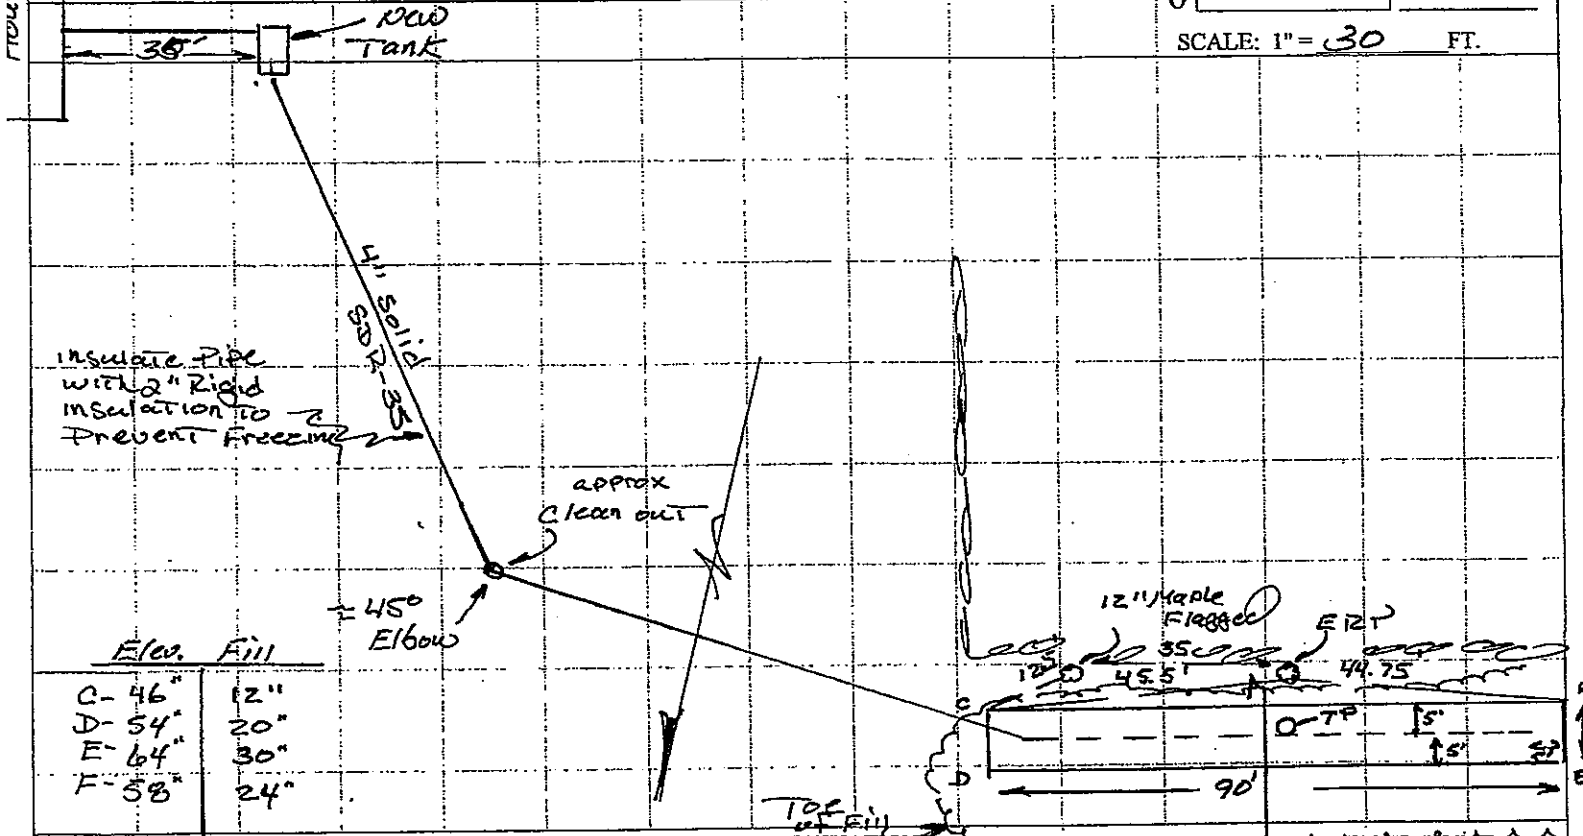 New
Tank
SCALE: 1" = 30 FT.
4" Solid
SDR-35
insulate Pipe
with 2" Rigid
insulation To
Prevent Freezing
approx
Clean out
≈ 45°
Elbow
12" Maple
Flagged
ERP
35
12'
45.5'
44.75
Elev. Fill
C- 46" 12"
D- 54" 20"
E- 64" 30"
F- 58" 24"
C
TP
5'
5'
D
90'
E
Toe
of Fill